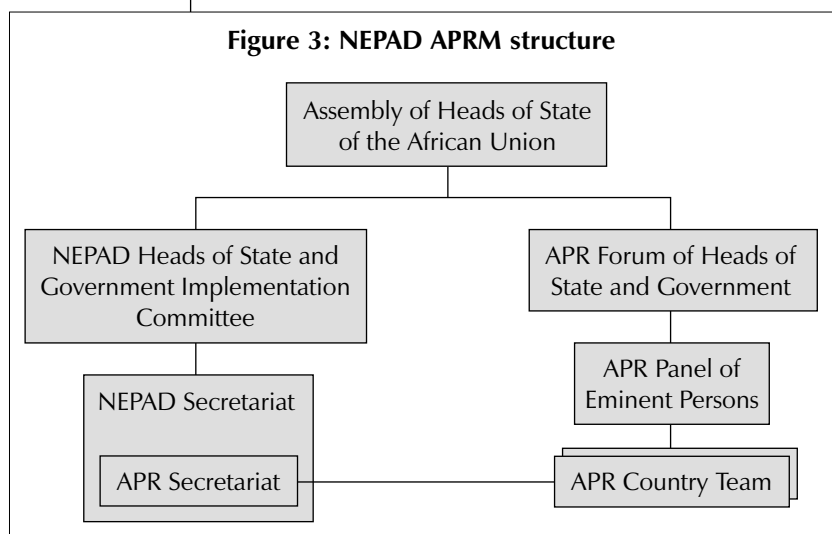 Figure 3: NEPAD APRM structure
Assembly of Heads of State
of the African Union
NEPAD Heads of State and
Government Implementation
Committee
APR Forum of Heads of
State and Government
NEPAD Secretariat
APR Secretariat
APR Panel of
Eminent Persons
APR Country Team